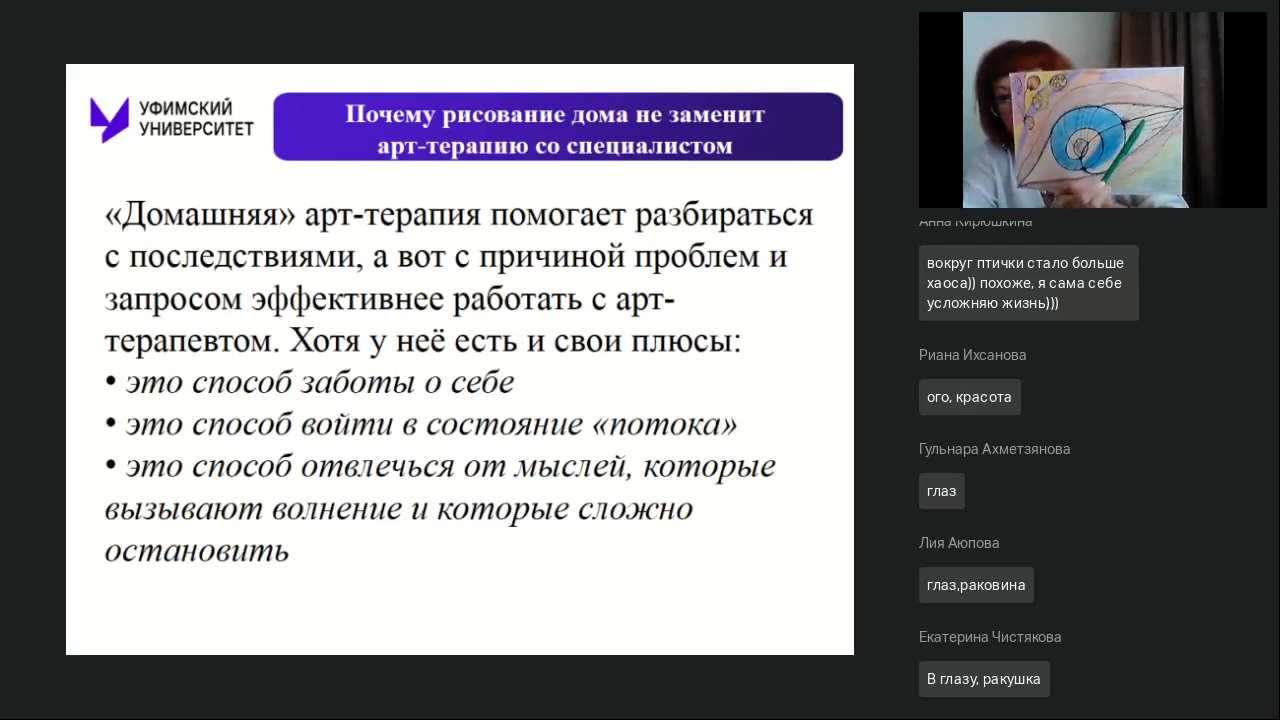 УФИМСКИЙ
УНИВЕРСИТЕТ
Почему рисование дома не заменит
арт-терапию со специалистом
«Домашняя» арт-терапия помогает разбираться
с последствиями, а вот с причиной проблем и
запросом эффективнее работать с арт-
терапевтом. Хотя у неё есть и свои плюсы:
• это способ заботы о себе
• это способ войти в состояние «потока»
• это способ отвлечься от мыслей, которые
вызывают волнение и которые сложно
остановить
Анна Кирюшкина
вокруг птички стало больше
хаоса)) похоже, я сама себе
усложняю жизнь)))
Риана Ихсанова
ого, красота
Гульнара Ахметзянова
глаз
Лия Аюпова
глаз,раковина
Екатерина Чистякова
В глазу, ракушка